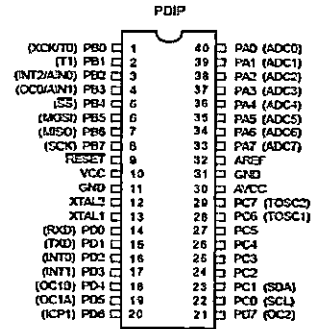 PDIP
(XCK/T0) PB0 1 40 PA0 (ADC0)
(T1) PB1 2 39 PA1 (ADC1)
(INT2/AIN0) PB2 3 38 PA2 (ADC2)
(OC0/AIN1) PB3 4 37 PA3 (ADC3)
(SS) PB4 5 36 PA4 (ADC4)
(MOSI) PB5 6 35 PA5 (ADC5)
(MISO) PB6 7 34 PA6 (ADC6)
(SCK) PB7 8 33 PA7 (ADC7)
RESET 9 32 AREF
VCC 10 31 GND
GND 11 30 AVCC
XTAL2 12 29 PC7 (TOSC2)
XTAL1 13 28 PC6 (TOSC1)
(RXD) PD0 14 27 PC5
(TXD) PD1 15 26 PC4
(INT0) PD2 16 25 PC3
(INT1) PD3 17 24 PC2
(OC1B) PD4 18 23 PC1 (SDA)
(OC1A) PD5 19 22 PC0 (SCL)
(ICP1) PD6 20 21 PD7 (OC2)